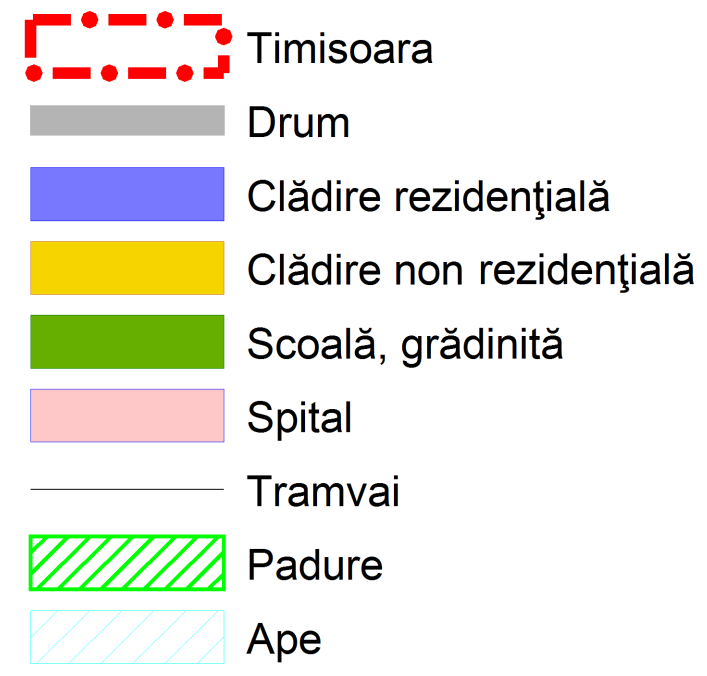 Timisoara
Drum
Clădire rezidenţială
Clădire non rezidenţială
Scoală, grădinită
Spital
Tramvai
Padure
Ape